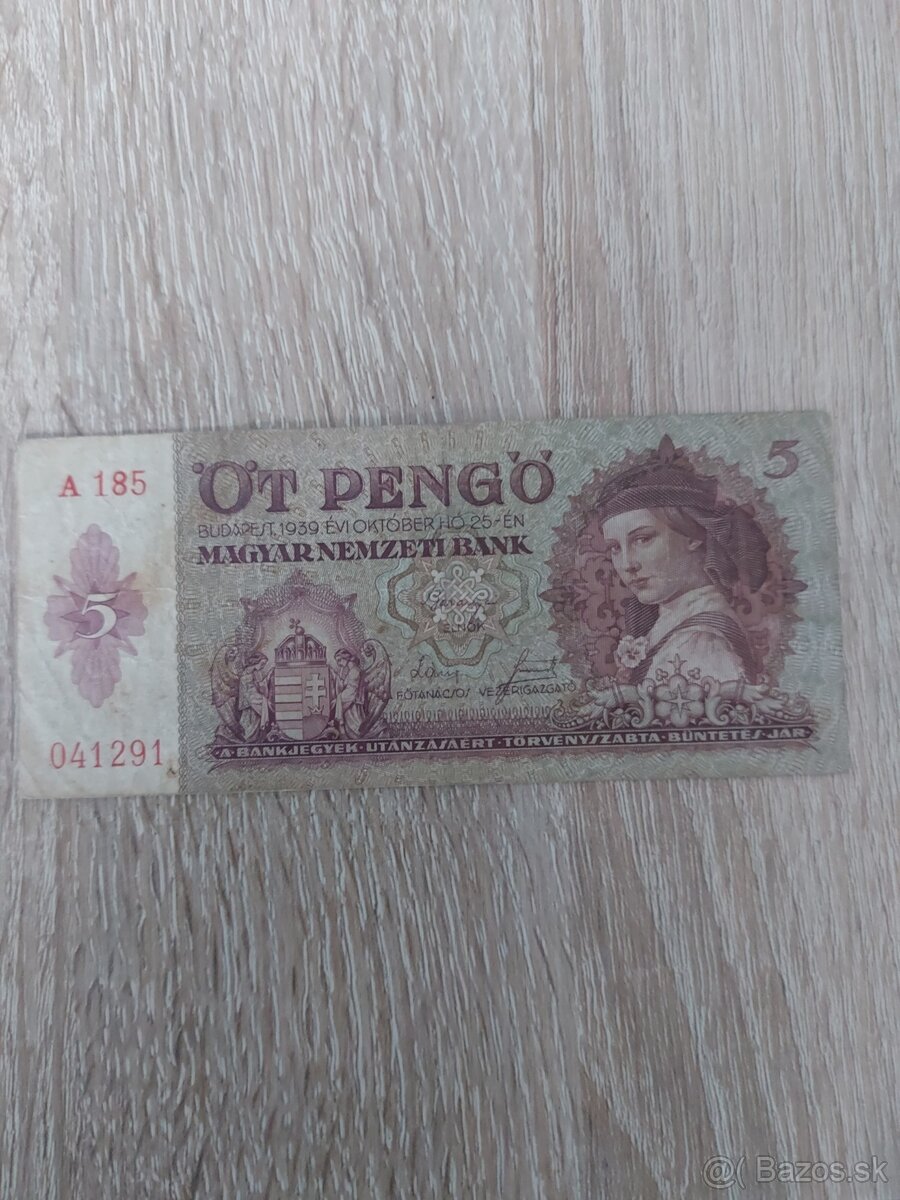 A 185
ÖT PENGŐ
5
BUDAPEST, 1939. ÉVI OKTÓBER HÓ 25-ÉN
MAGYAR NEMZETI BANK
5
ELNÖK
FŐTANÁCSOS VEZÉRIGAZGATÓ
041291
A BANKJEGYEK UTÁNZÁSÁÉRT TÖRVÉNYSZABTA BÜNTETÉS JÁR
@( Bazos.sk